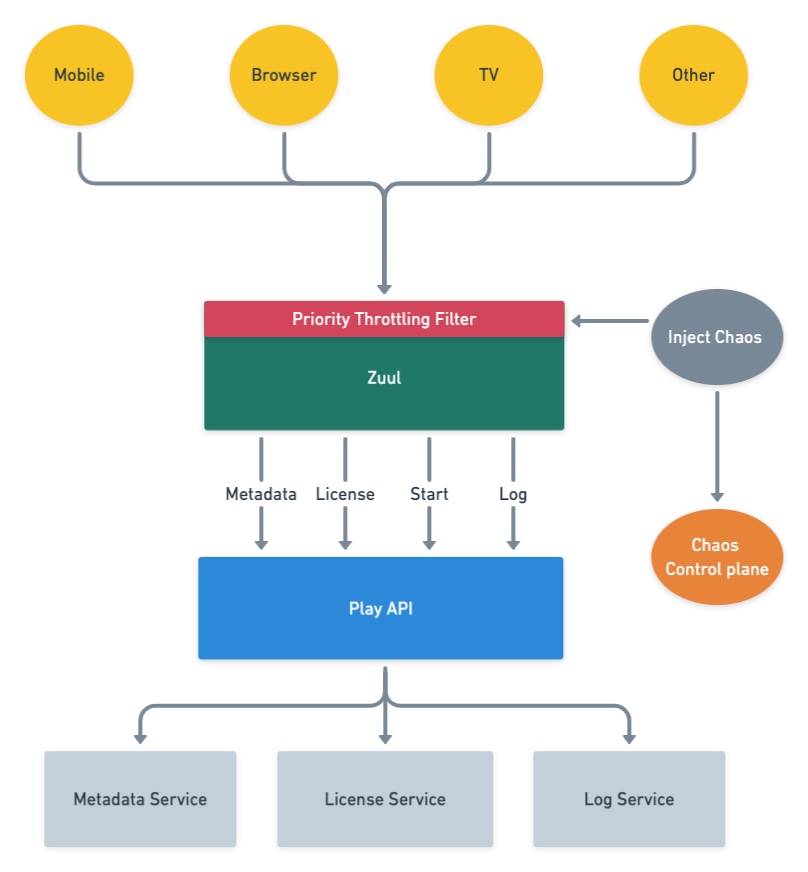 Mobile
Browser
TV
Other
Priority Throttling Filter
Inject Chaos
Zuul
Metadata
License
Start
Log
Chaos
Control plane
Play API
Metadata Service
License Service
Log Service